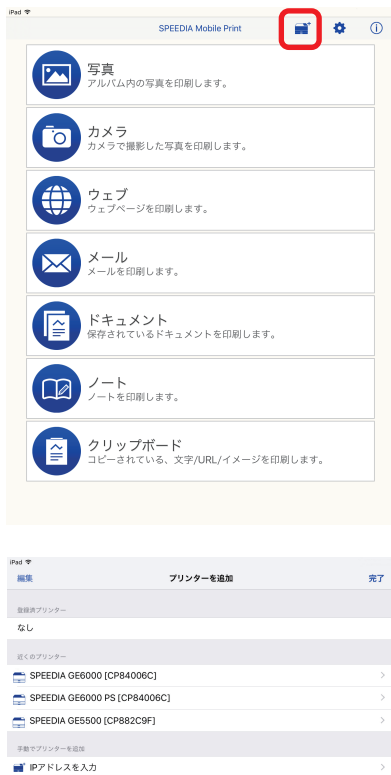 iPad
SPEEDIA Mobile Print
写真
アルバム内の写真を印刷します。
カメラ
カメラで撮影した写真を印刷します。
ウェブ
ウェブページを印刷します。
メール
メールを印刷します。
ドキュメント
保存されているドキュメントを印刷します。
ノート
ノートを印刷します。
クリップボード
コピーされている、文字/URL/イメージを印刷します。
iPad
編集 プリンターを追加 完了
登録済プリンター
なし
近くのプリンター
SPEEDIA GE6000 [CP84006C]
SPEEDIA GE6000 PS [CP84006C]
SPEEDIA GE5500 [CP882C9F]
手動でプリンターを追加
IPアドレスを入力